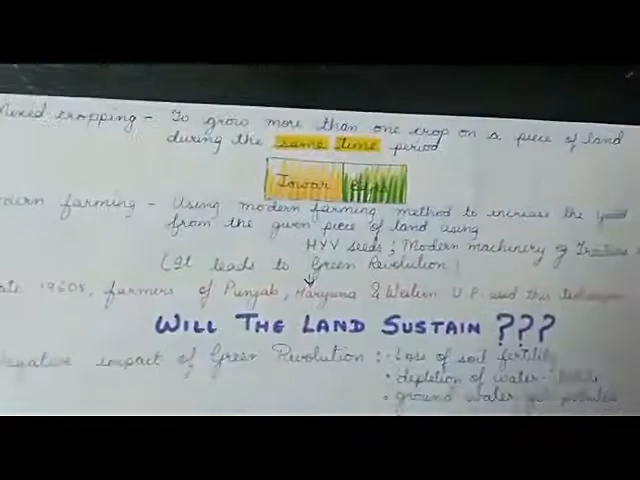 Mixed cropping - To grow more than one crop on a piece of land
during the same time period
Jowar
farming - Using modern farming method to increase the yield
from the given piece of land using
HYV seeds ; Modern machinery eg Tractors
(It leads to Green Revolution)
1960s, farmers of Punjab, Haryana & Western U.P used this technique
WILL THE LAND SUSTAIN ???
impact of Green Revolution : • Loss of soil fertility
• depletion of water
• ground water